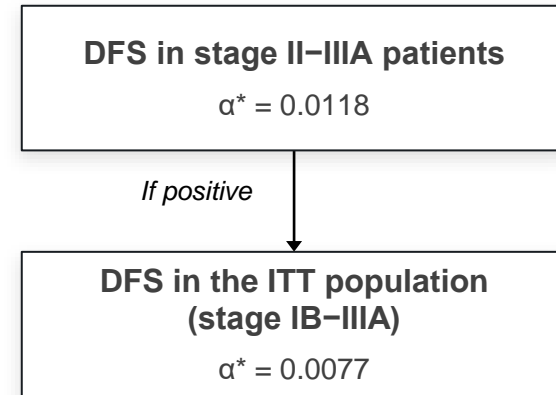 DFS in stage II−IIIA patients
α* = 0.0118
If positive
DFS in the ITT population
(stage IB−IIIA)
α* = 0.0077